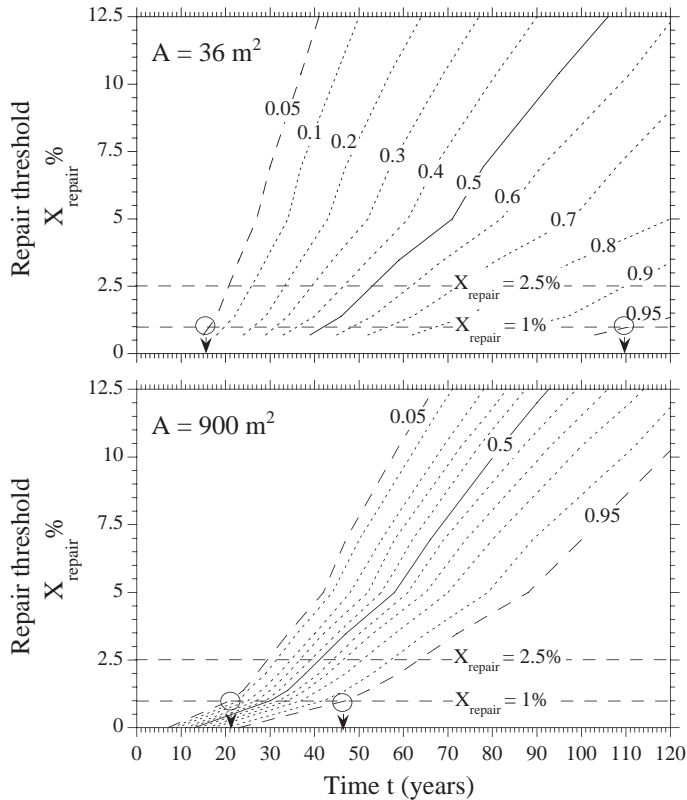 12.5
A = 36 m²
10
0.05
0.1
0.2
7.5
0.3
0.4
0.5
0.6
5
0.7
0.8
2.5
0.9
X repair = 2.5%
0.95
X repair = 1%
0
Repair threshold
X repair %
12.5
A = 900 m²
0.05
10
0.5
7.5
0.95
5
2.5
X repair = 2.5%
X repair = 1%
0
Repair threshold
X repair %
0 10 20 30 40 50 60 70 80 90 100 110 120
Time t (years)